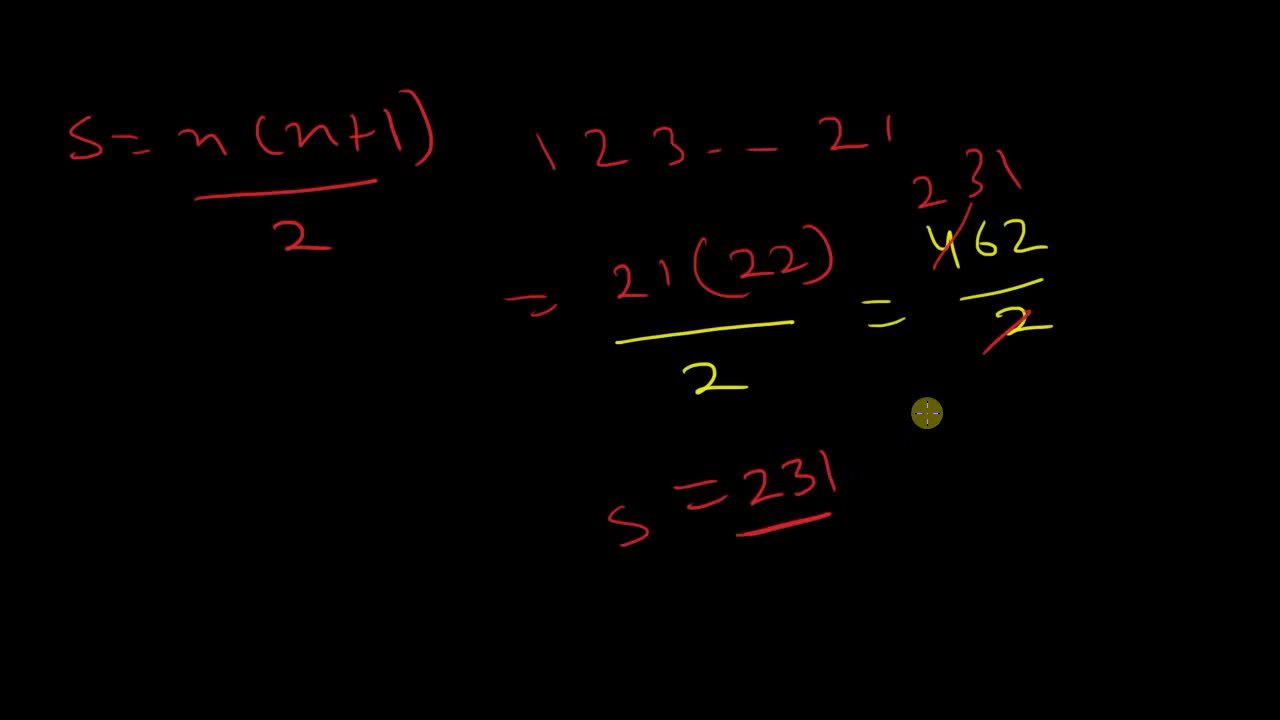 S = n(n+1)
2
1 2 3 - - 21
231
= 21(22) = 462
2 2
S = 231